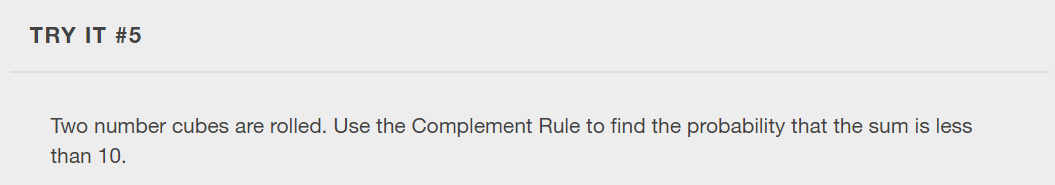 TRY IT #5
Two number cubes are rolled. Use the Complement Rule to find the probability that the sum is less
than 10.